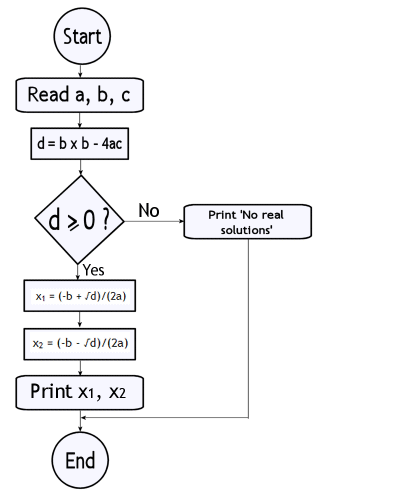 Start
Read a, b, c
d = b x b - 4ac
d ⩾ 0 ?
No
Print 'No real
solutions'
Yes
x₁ = (-b + √d)/(2a)
x₂ = (-b - √d)/(2a)
Print x₁, x₂
End